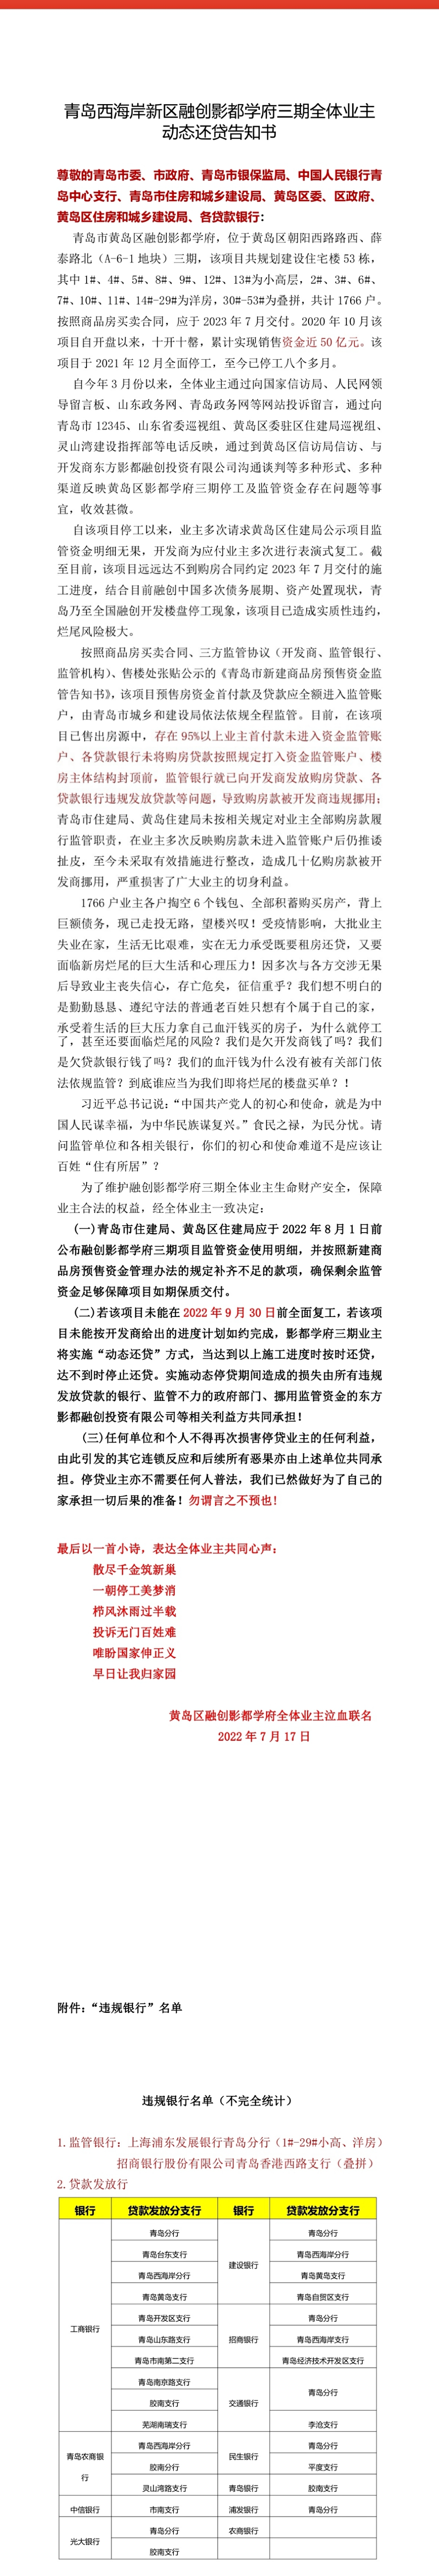 青岛西海岸新区融创影都学府三期全体业主
动态还贷告知书
尊敬的青岛市委、市政府、青岛市银保监局、中国人民银行青
岛中心支行、青岛市住房和城乡建设局、黄岛区委、区政府、
黄岛区住房和城乡建设局、各贷款银行：
青岛市黄岛区融创影都学府，位于黄岛区朝阳西路路西、薛
泰路北（A-6-1 地块）三期，该项目共规划建设住宅楼 53 栋，
其中 1#、4#、5#、8#、9#、12#、13#为小高层，2#、3#、6#、
7#、10#、11#、14#-29#为洋房，30#-53#为叠拼，共计 1766 户。
按照商品房买卖合同，应于 2023 年 7 月交付。2020 年 10 月该
项目自开盘以来，十开十罄，累计实现销售资金近 50 亿元。该
项目于 2021 年 12 月全面停工，至今已停工八个多月。
自今年 3 月份以来，全体业主通过向国家信访局、人民网领
导留言板、山东政务网、青岛政务网等网站投诉留言，通过向
青岛市 12345、山东省委巡视组、黄岛区委驻区住建局巡视组、
灵山湾建设指挥部等电话反映，通过到黄岛区信访局信访、与
开发商东方影都融创投资有限公司沟通谈判等多种形式、多种
渠道反映黄岛区影都学府三期停工及监管资金存在问题等事
宜，收效甚微。
自该项目停工以来，业主多次请求黄岛区住建局公示项目监
管资金明细无果，开发商为应付业主多次进行表演式复工。截
至目前，该项目远远达不到购房合同约定 2023 年 7 月交付的施
工进度，结合目前融创中国多次债务展期、资产处置现状，青
岛乃至全国融创开发楼盘停工现象，该项目已造成实质性违约，
烂尾风险极大。
按照商品房买卖合同、三方监管协议（开发商、监管银行、
监管机构）、售楼处张贴公示的《青岛市新建商品房预售资金监
管告知书》，该项目预售房资金首付款及贷款应全额进入监管账
户，由青岛市城乡和建设局依法依规全程监管。目前，在该项
目已售出房源中，存在 95%以上业主首付款未进入资金监管账
户、各贷款银行未将购房贷款按照规定打入资金监管账户、楼
房主体结构封顶前，监管银行就已向开发商发放购房贷款、各
贷款银行违规发放贷款等问题，导致购房款被开发商违规挪用；
青岛市住建局、黄岛住建局未按相关规定对业主全部购房款履
行监管职责，在业主多次反映购房款未进入监管账户后仍推诿
扯皮，至今未采取有效措施进行整改，造成几十亿购房款被开
发商挪用，严重损害了广大业主的切身利益。
1766 户业主各户掏空 6 个钱包、全部积蓄购买房产，背上
巨额债务，现已走投无路，望楼兴叹！受疫情影响，大批业主
失业在家，生活无比艰难，实在无力承受既要租房还贷，又要
面临新房烂尾的巨大生活和心理压力！因多次与各方交涉无果
后导致业主丧失信心，存亡危矣，征信重乎？我们想不明白的
是勤勤恳恳、遵纪守法的普通老百姓只想有个属于自己的家，
承受着生活的巨大压力拿自己血汗钱买的房子，为什么就停工
了，甚至还要面临烂尾的风险？我们是欠开发商钱了吗？我们
是欠贷款银行钱了吗？我们的血汗钱为什么没有被有关部门依
法依规监管？到底谁应当为我们即将烂尾的楼盘买单？！
习近平总书记说：“中国共产党人的初心和使命，就是为中
国人民谋幸福，为中华民族谋复兴。”食民之禄，为民分忧。请
问监管单位和各相关银行，你们的初心和使命难道不是应该让
百姓“住有所居”？
为了维护融创影都学府三期全体业主生命财产安全，保障
业主合法的权益，经全体业主一致决定：
（一）青岛市住建局、黄岛区住建局应于 2022 年 8 月 1 日前
公布融创影都学府三期项目监管资金使用明细，并按照新建商
品房预售资金管理办法的规定补齐不足的款项，确保剩余监管
资金足够保障项目如期保质交付。
（二）若该项目未能在 2022 年 9 月 30 日前全面复工，若该项
目未能按开发商给出的进度计划如约完成，影都学府三期业主
将实施“动态还贷”方式，当达到以上施工进度时按时还贷，
达不到时停止还贷。实施动态停贷期间造成的损失由所有违规
发放贷款的银行、监管不力的政府部门、挪用监管资金的东方
影都融创投资有限公司等相关利益方共同承担！
（三）任何单位和个人不得再次损害停贷业主的任何利益，
由此引发的其它连锁反应和后续所有恶果亦由上述单位共同承
担。停贷业主亦不需要任何人普法，我们已然做好为了自己的
家承担一切后果的准备！勿谓言之不预也！
最后以一首小诗，表达全体业主共同心声：
散尽千金筑新巢
一朝停工美梦消
栉风沐雨过半载
投诉无门百姓难
唯盼国家伸正义
早日让我归家园
黄岛区融创影都学府全体业主泣血联名
2022 年 7 月 17 日
附件：“违规银行”名单
违规银行名单（不完全统计）
1.监管银行：上海浦东发展银行青岛分行（1#-29#小高、洋房）
招商银行股份有限公司青岛香港西路支行（叠拼）
2.贷款发放行
银行 贷款发放分支行 银行 贷款发放分支行
青岛分行 青岛分行
青岛台东支行 青岛西海岸分行
建设银行
青岛西海岸分行 青岛黄岛支行
青岛黄岛支行 青岛自贸区支行
青岛开发区支行 青岛分行
工商银行
青岛山东路支行 招商银行 青岛西海岸支行
青岛市南第二支行 青岛经济技术开发区支行
青岛南京路支行
青岛分行
胶南支行 交通银行
芜湖南瑞支行 李沧支行
青岛西海岸分行 青岛分行
民生银行
青岛农商银
行
胶南分行 平度支行
灵山湾路支行 青岛银行 胶南支行
中信银行 市南支行 浦发银行 青岛分行
青岛分行 农商银行
光大银行
胶南支行